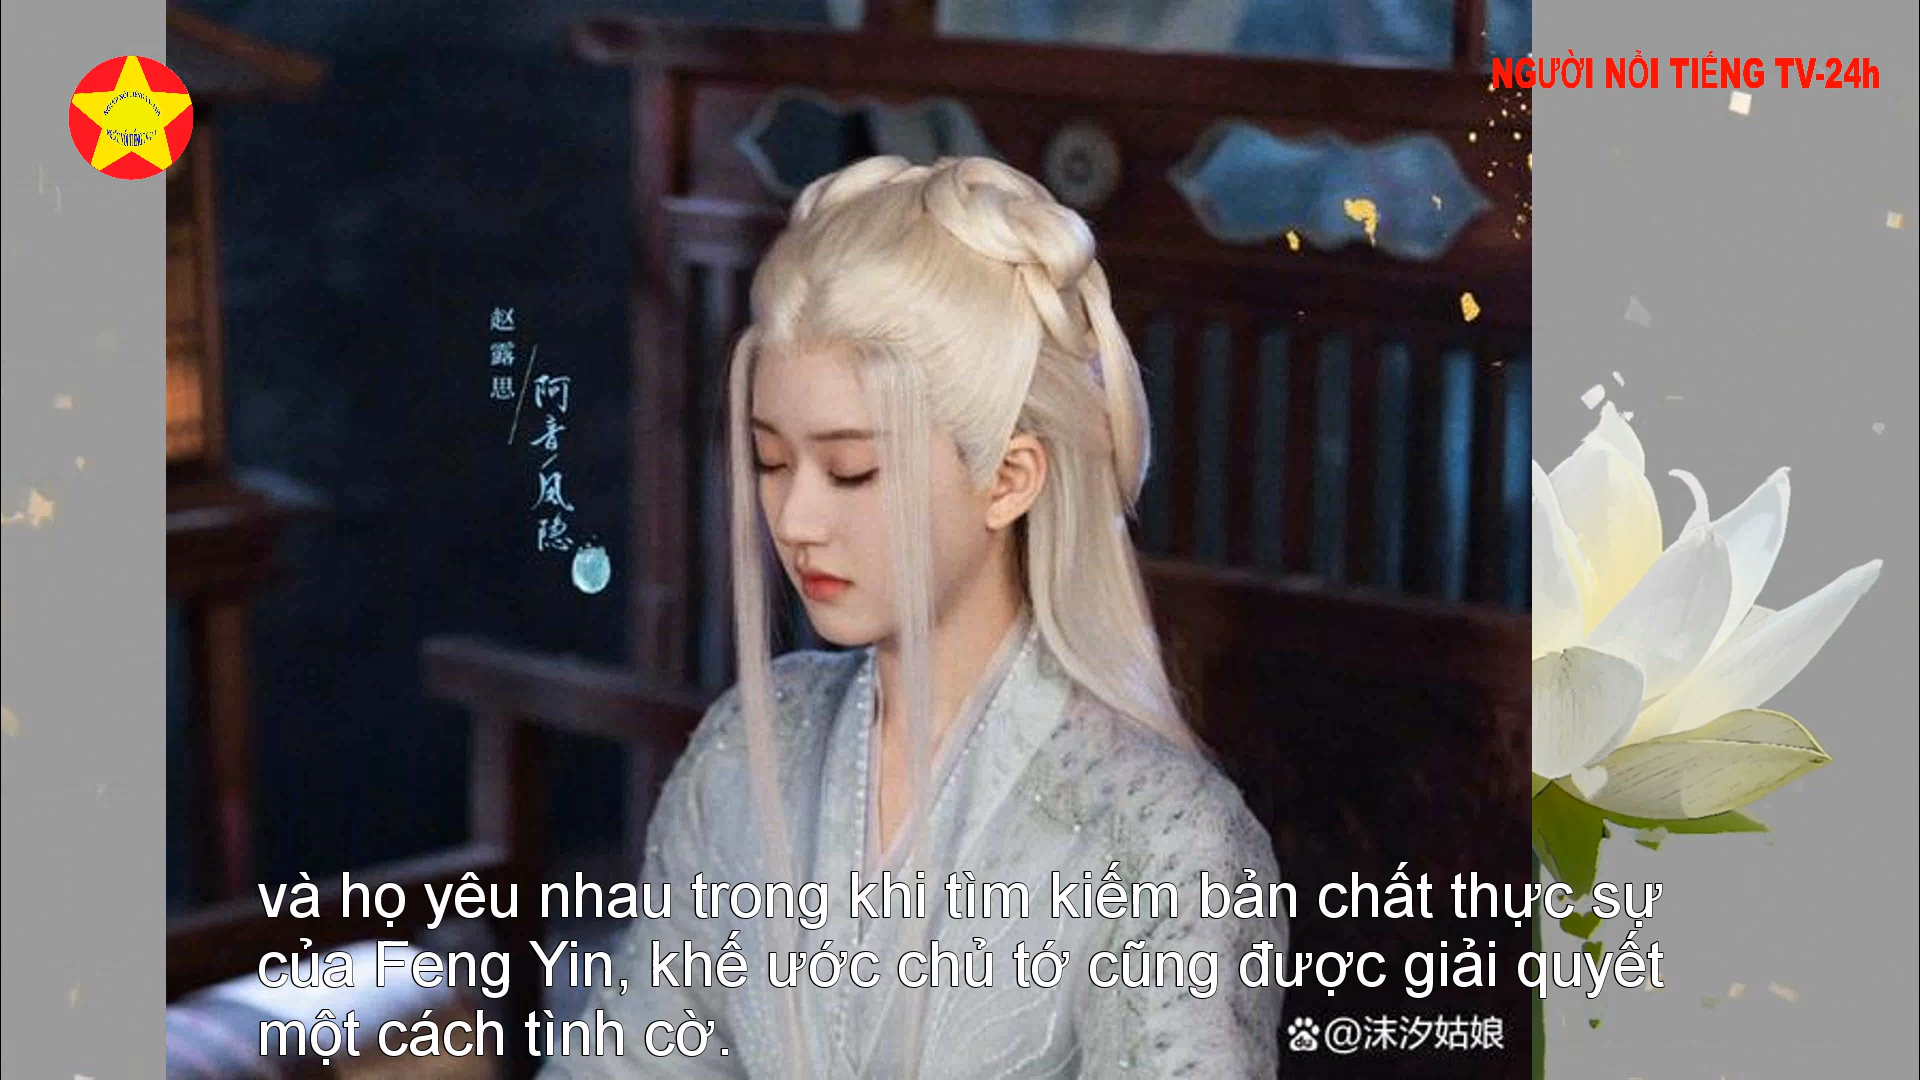 NGƯỜI NỔI TIẾNG TV-24h
赵露思
阿音/凤隐
và họ yêu nhau trong khi tìm kiếm bản chất thực sự
của Feng Yin, khế ước chủ tớ cũng được giải quyết
một cách tình cờ.
@沫汐姑娘